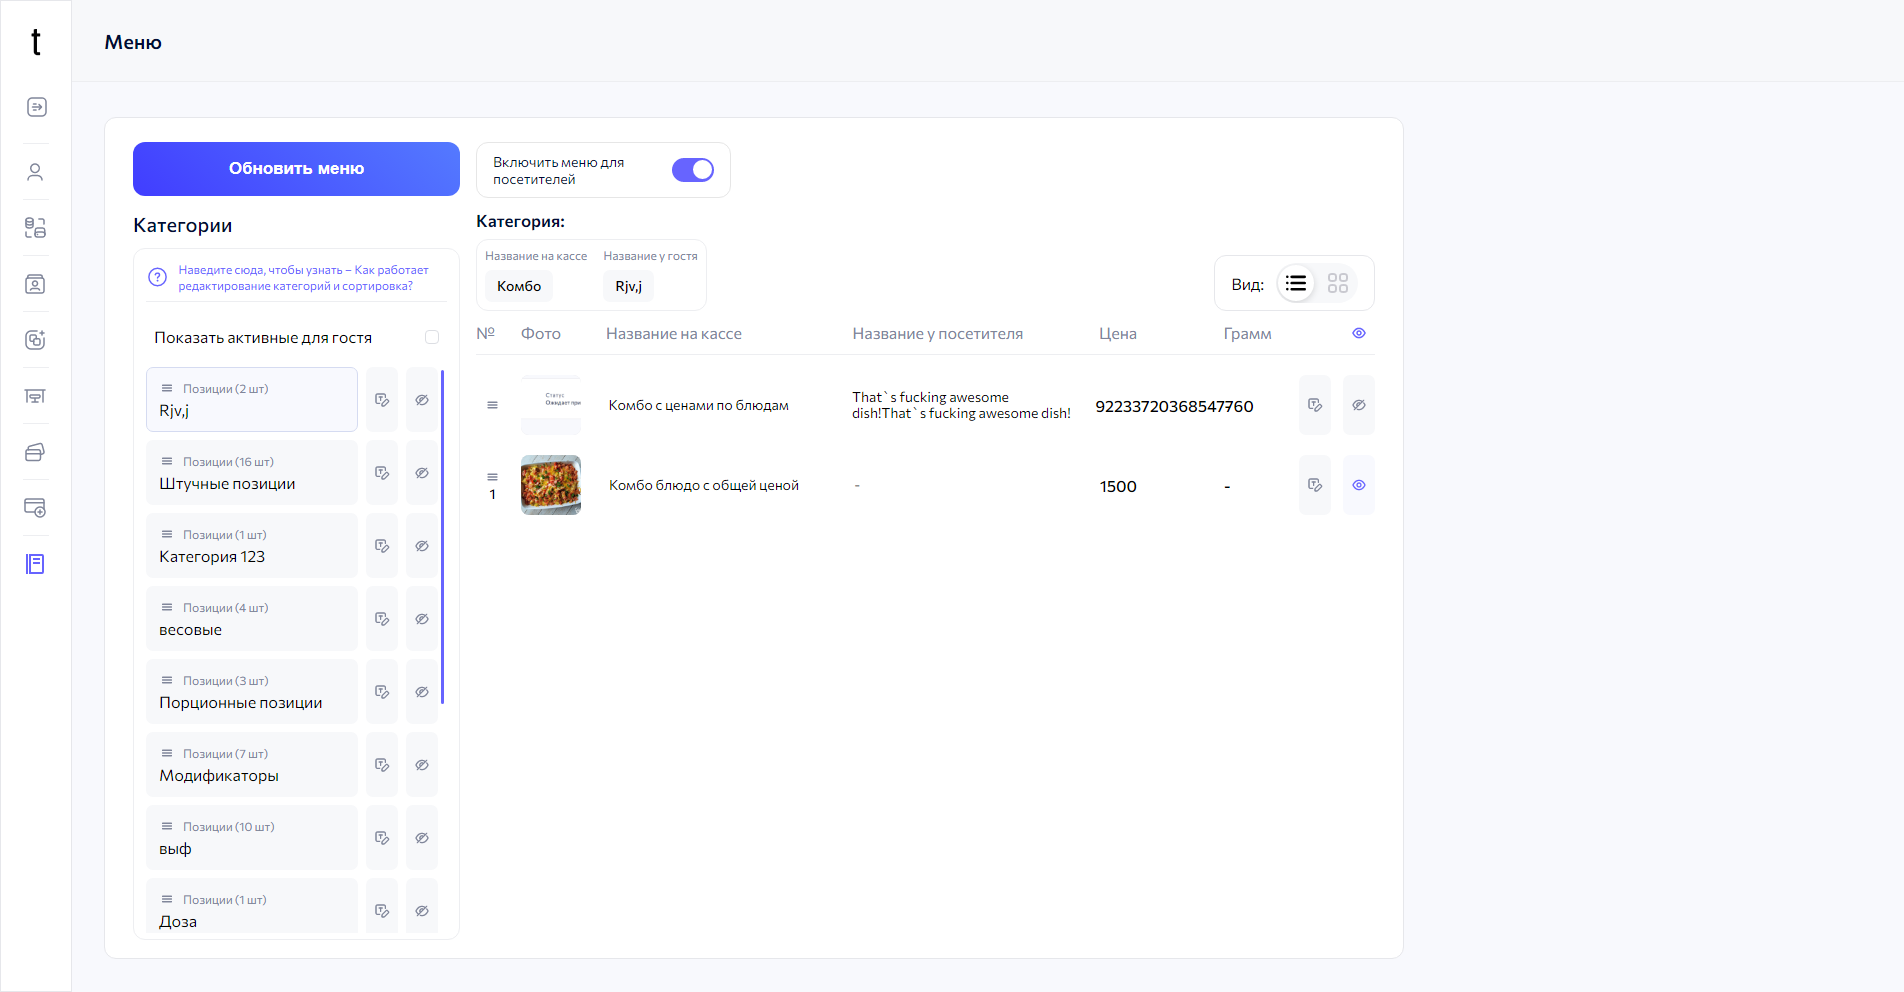 t
Меню
Обновить меню
Включить меню для
посетителей
Категории
Наведите сюда, чтобы узнать – Как работает
редактирование категорий и сортировка?
Показать активные для гостя
Позиции (2 шт)
Rjv,j
Позиции (16 шт)
Штучные позиции
Позиции (1 шт)
Категория 123
Позиции (4 шт)
весовые
Позиции (3 шт)
Порционные позиции
Позиции (7 шт)
Модификаторы
Позиции (10 шт)
выф
Позиции (1 шт)
Доза
Категория:
Название на кассе Название у гостя
Комбо Rjv,j
Вид:
№ Фото Название на кассе Название у посетителя Цена Грамм
Статус
Ожидает при
Комбо с ценами по блюдам
That`s fucking awesome
dish!That`s fucking awesome dish!
92233720368547760
1
Комбо блюдо с общей ценой - 1500 -